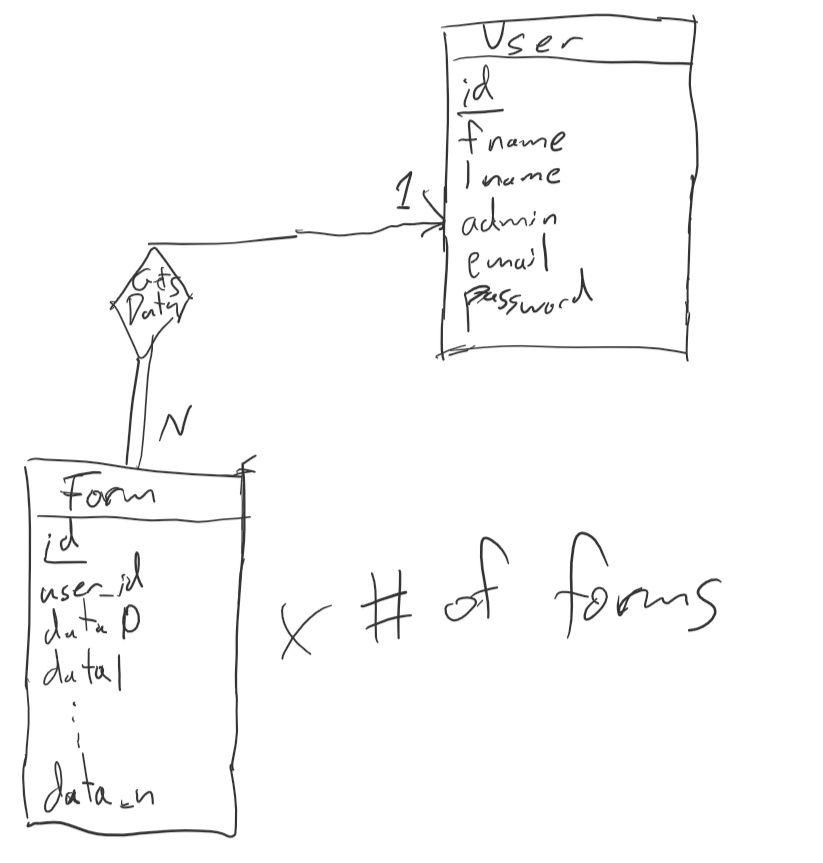 User
id
fname
lname
admin
email
password
1
Gets
Data
N
Form
id
user_id
data0
data1
data_n
x # of forms